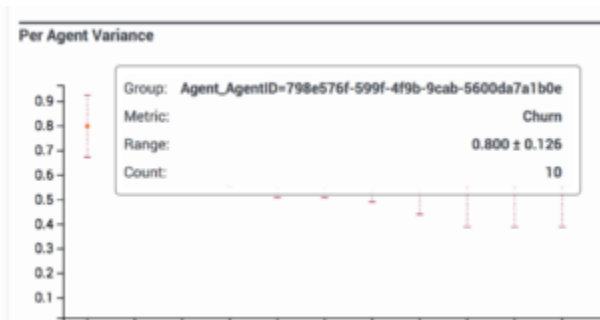 Per Agent Variance
Group: Agent_AgentID=798e576f-599f-4f9b-9cab-5600da7a1b0e
Metric: Churn
Range: 0.800 ± 0.126
Count: 10
0.9
0.8
0.7
0.6
0.5
0.4
0.3
0.2
0.1